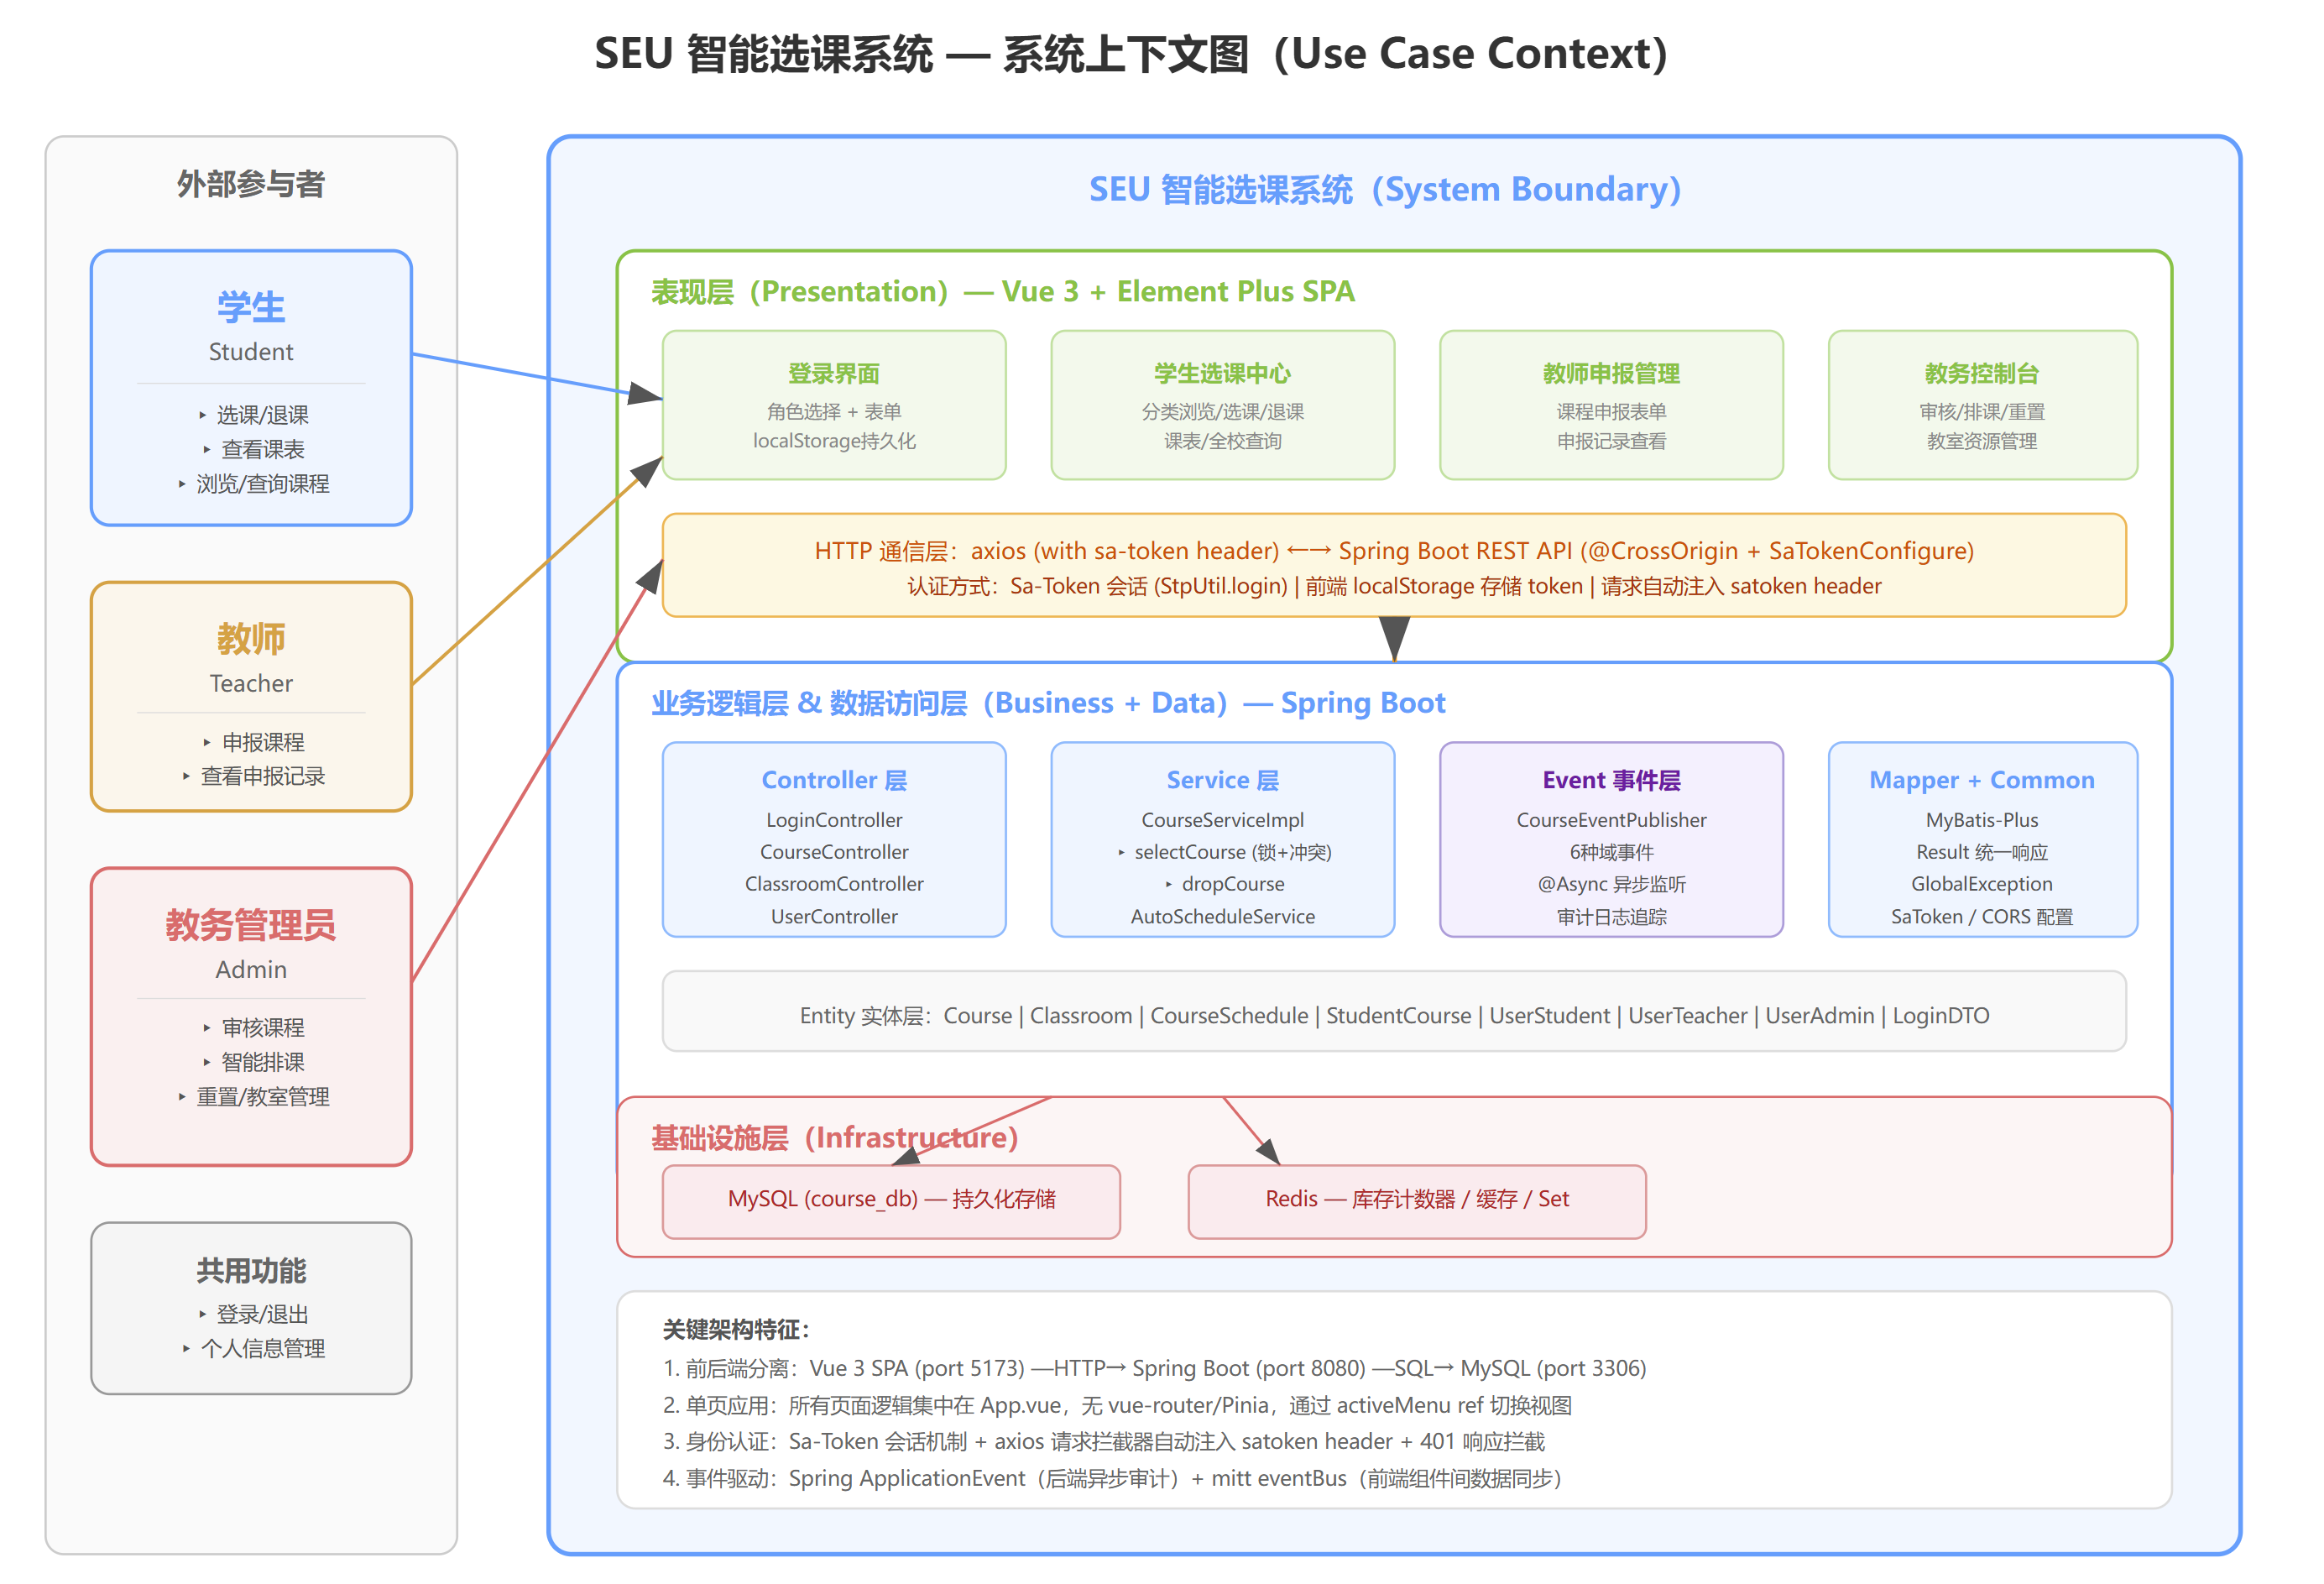 SEU 智能选课系统 — 系统上下文图（Use Case Context）
外部参与者
学生
Student
▸ 选课/退课
▸ 查看课表
▸ 浏览/查询课程
教师
Teacher
▸ 申报课程
▸ 查看申报记录
教务管理员
Admin
▸ 审核课程
▸ 智能排课
▸ 重置/教室管理
共用功能
▸ 登录/退出
▸ 个人信息管理
SEU 智能选课系统（System Boundary）
表现层（Presentation）— Vue 3 + Element Plus SPA
登录界面
角色选择 + 表单
localStorage持久化
学生选课中心
分类浏览/选课/退课
课表/全校查询
教师申报管理
课程申报表单
申报记录查看
教务控制台
审核/排课/重置
教室资源管理
HTTP 通信层：axios (with sa-token header) ←→ Spring Boot REST API (@CrossOrigin + SaTokenConfigure)
认证方式：Sa-Token 会话 (StpUtil.login) | 前端 localStorage 存储 token | 请求自动注入 satoken header
业务逻辑层 & 数据访问层（Business + Data）— Spring Boot
Controller 层
LoginController
CourseController
ClassroomController
UserController
Service 层
CourseServiceImpl
▸ selectCourse (锁+冲突)
▸ dropCourse
AutoScheduleService
Event 事件层
CourseEventPublisher
6种域事件
@Async 异步监听
审计日志追踪
Mapper + Common
MyBatis-Plus
Result 统一响应
GlobalException
SaToken / CORS 配置
Entity 实体层：Course | Classroom | CourseSchedule | StudentCourse | UserStudent | UserTeacher | UserAdmin | LoginDTO
基础设施层（Infrastructure）
MySQL (course_db) — 持久化存储
Redis — 库存计数器 / 缓存 / Set
关键架构特征：
1. 前后端分离：Vue 3 SPA (port 5173) —HTTP→ Spring Boot (port 8080) —SQL→ MySQL (port 3306)
2. 单页应用：所有页面逻辑集中在 App.vue，无 vue-router/Pinia，通过 activeMenu ref 切换视图
3. 身份认证：Sa-Token 会话机制 + axios 请求拦截器自动注入 satoken header + 401 响应拦截
4. 事件驱动：Spring ApplicationEvent（后端异步审计）+ mitt eventBus（前端组件间数据同步）